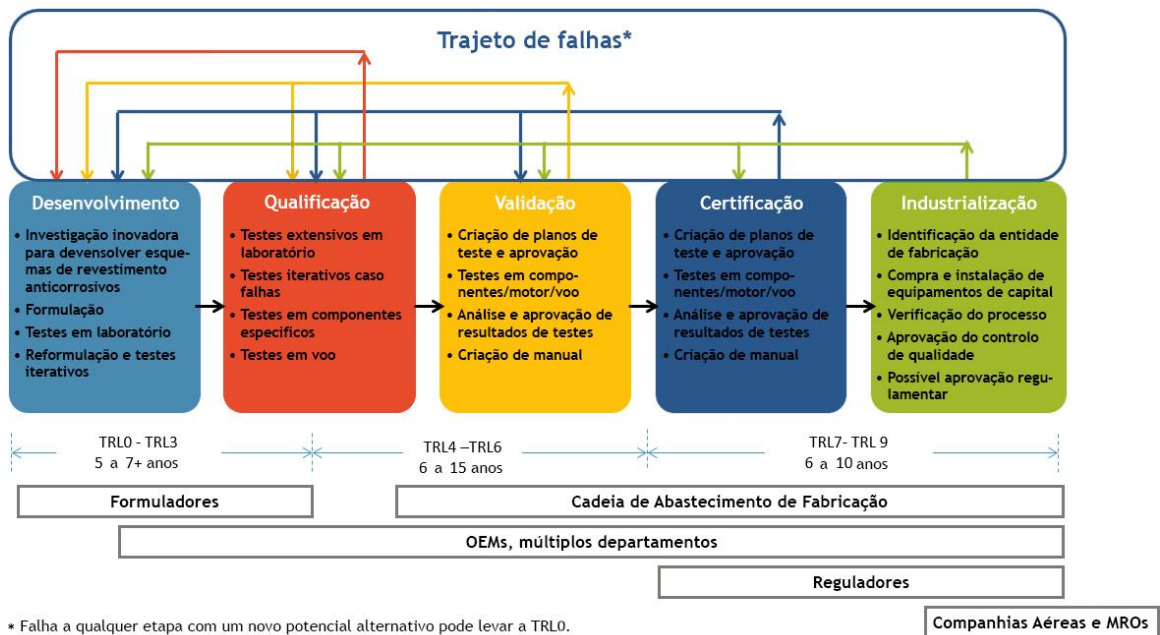 Trajeto de falhas*
Desenvolvimento
• Investigação inovadora
para devensolver esque-
mas de revestimento
anticorrosivos
• Formulação
• Testes em laboratório
• Reformulação e testes
iterativos
Qualificação
• Testes extensivos em
laboratório
• Testes iterativos caso
falhas
• Testes em componentes
especificos
• Testes em voo
Validação
• Criação de planos de
teste e aprovação
• Testes em compo-
nentes/motor/voo
• Análise e aprovação de
resultados de testes
• Criação de manual
Certificação
• Criação de planos de
teste e aprovação
• Testes em compo-
nentes/motor/voo
• Análise e aprovação de
resultados de testes
• Criação de manual
Industrialização
• Identificação da entidade
de fabricação
• Compra e instalação de
equipamentos de capital
• Verificação do processo
• Aprovação do controlo
de qualidade
• Possível aprovação regu-
lamentar
TRL0 - TRL3
5 a 7+ anos
TRL4 –TRL6
6 a 15 anos
TRL7- TRL 9
6 a 10 anos
Formuladores
Cadeia de Abastecimento de Fabricação
OEMs, múltiplos departamentos
Reguladores
Companhias Aéreas e MROs
* Falha a qualquer etapa com um novo potencial alternativo pode levar a TRL0.